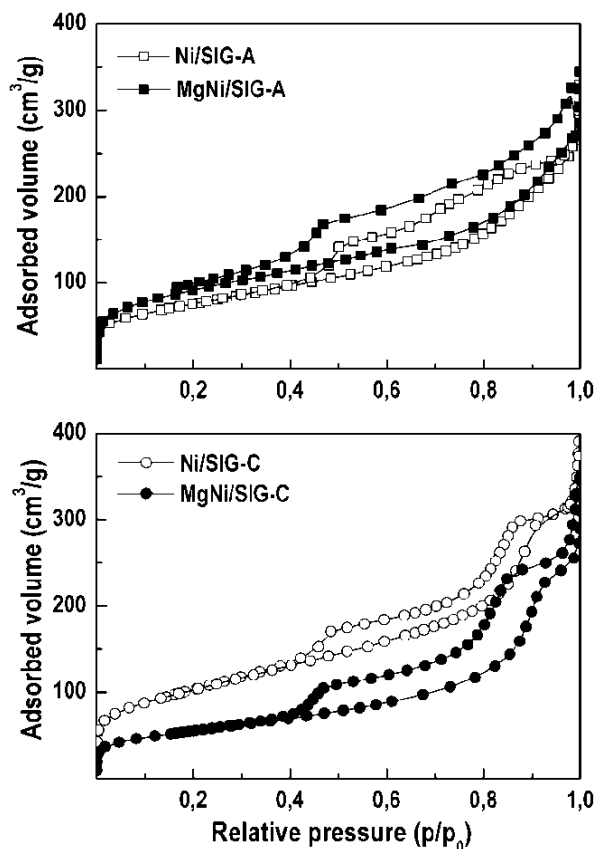 400
300
200
100
Adsorbed volume (cm³/g)
Ni/SIG-A
MgNi/SIG-A
0,2 0,4 0,6 0,8 1,0
400
300
200
100
Adsorbed volume (cm³/g)
Ni/SIG-C
MgNi/SIG-C
0,2 0,4 0,6 0,8 1,0
Relative pressure (p/p₀)